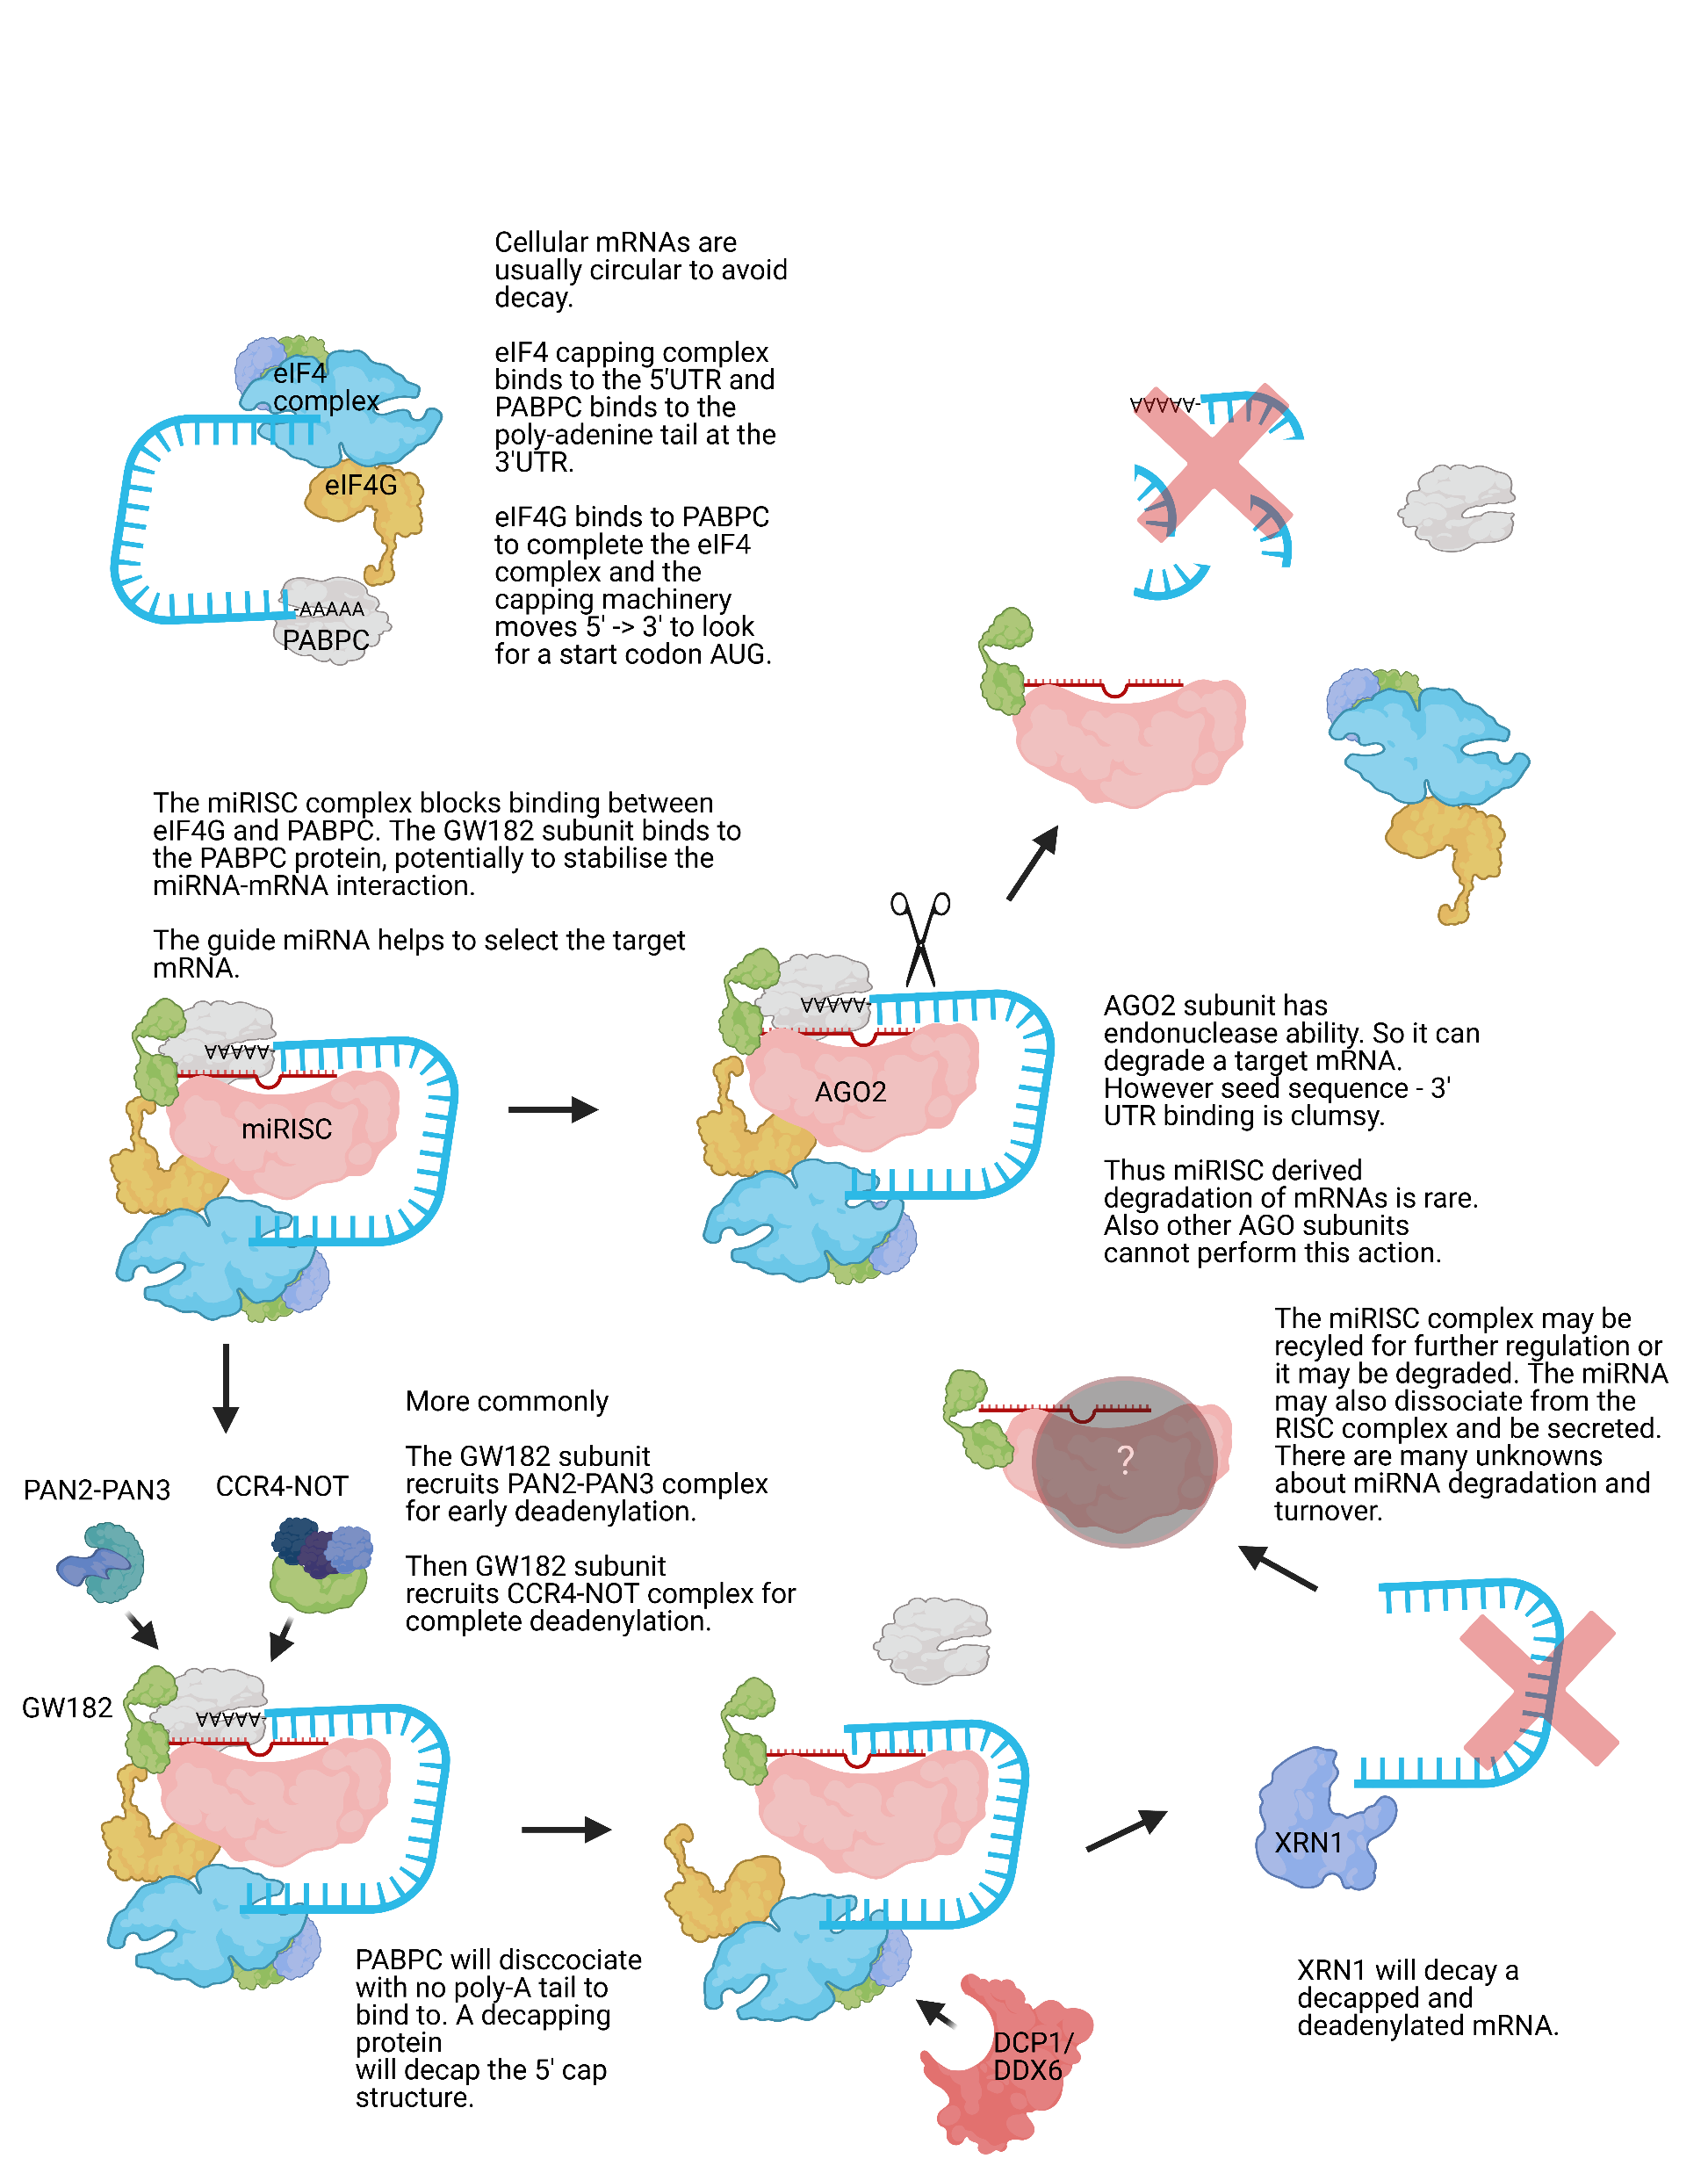 Cellular mRNAs are
usually circular to avoid
decay.
eIF4
complex
eIF4G
-AAAAA
PABPC
eIF4 capping complex
binds to the 5'UTR and
PABPC binds to the
poly-adenine tail at the
3'UTR.
eIF4G binds to PABPC
to complete the eIF4
complex and the
capping machinery
moves 5' -> 3' to look
for a start codon AUG.
AAAAA-
The miRISC complex blocks binding between
eIF4G and PABPC. The GW182 subunit binds to
the PABPC protein, potentially to stabilise the
miRNA-mRNA interaction.
The guide miRNA helps to select the target
mRNA.
AAAAA-
miRISC
AAAAA-
AGO2
AGO2 subunit has
endonuclease ability. So it can
degrade a target mRNA.
However seed sequence - 3'
UTR binding is clumsy.
Thus miRISC derived
degradation of mRNAs is rare.
Also other AGO subunits
cannot perform this action.
The miRISC complex may be
recyled for further regulation or
it may be degraded. The miRNA
may also dissociate from the
RISC complex and be secreted.
There are many unknowns
about miRNA degradation and
turnover.
?
More commonly
The GW182 subunit
recruits PAN2-PAN3 complex
for early deadenylation.
Then GW182 subunit
recruits CCR4-NOT complex for
complete deadenylation.
PAN2-PAN3
CCR4-NOT
GW182
AAAAA-
PABPC will disccociate
with no poly-A tail to
bind to. A decapping
protein
will decap the 5' cap
structure.
DCP1/
DDX6
XRN1
XRN1 will decay a
decapped and
deadenylated mRNA.